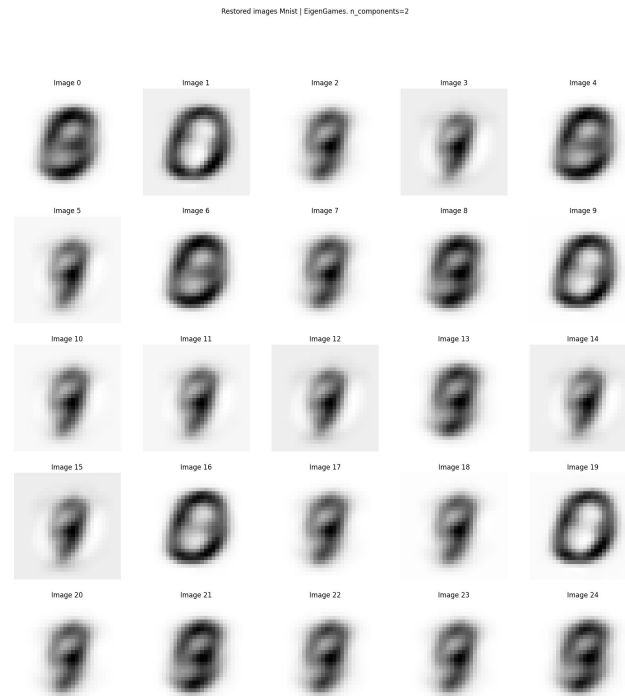 Restored images Mnist | EigenGames. n_components=2
Image 0 Image 1 Image 2 Image 3 Image 4
Image 5 Image 6 Image 7 Image 8 Image 9
Image 10 Image 11 Image 12 Image 13 Image 14
Image 15 Image 16 Image 17 Image 18 Image 19
Image 20 Image 21 Image 22 Image 23 Image 24